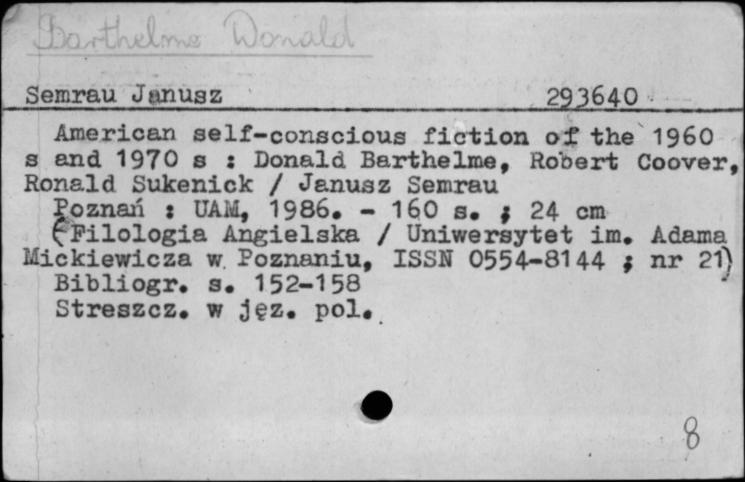 Barthelme Donald
Semrau Janusz 293640
American self-conscious fiction of the 1960
s and 1970 s : Donald Barthelme, Robert Coover,
Ronald Sukenick / Janusz Semrau
Poznań : UAM, 1986. - 160 s. ; 24 cm
(Filologia Angielska / Uniwersytet im. Adama
Mickiewicza w Poznaniu, ISSN 0554-8144 ; nr 21)
Bibliogr. s. 152-158
Streszcz. w jęz. pol.
8